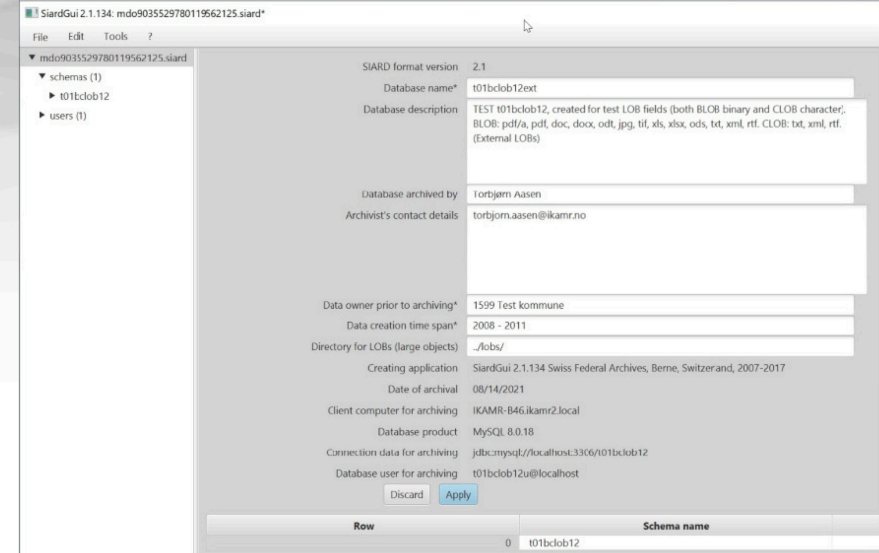 SiardGui 2.1.134: mdo9035529780119562125.siard*
File Edit Tools ?
mdo9035529780119562125.siard
schemas (1)
t01bclob12
users (1)
SIARD format version 2.1
Database name* t01bclob12ext
Database description TEST t01bclob12, created for test LOB fields (both BLOB binary and CLOB character).
BLOB: pdf/a, pdf, doc, docx, odt, jpg, tif, xls, xlsx, ods, txt, xml, rtf. CLOB: txt, xml, rtf.
(External LOBs)
Database archived by Torbjørn Aasen
Archivist's contact details torbjorn.aasen@ikamr.no
Data owner prior to archiving* 1599 Test kommune
Data creation time span* 2008 - 2011
Directory for LOBs (large objects) ../lobs/
Creating application SiardGui 2.1.134 Swiss Federal Archives, Berne, Switzerland, 2007-2017
Date of archival 08/14/2021
Client computer for archiving IKAMR-B46.ikamr2.local
Database product MySQL 8.0.18
Connection data for archiving jdbc:mysql://localhost:3306/t01bclob12
Database user for archiving t01bclob12u@localhost
Discard Apply
Row Schema name
0 t01bclob12